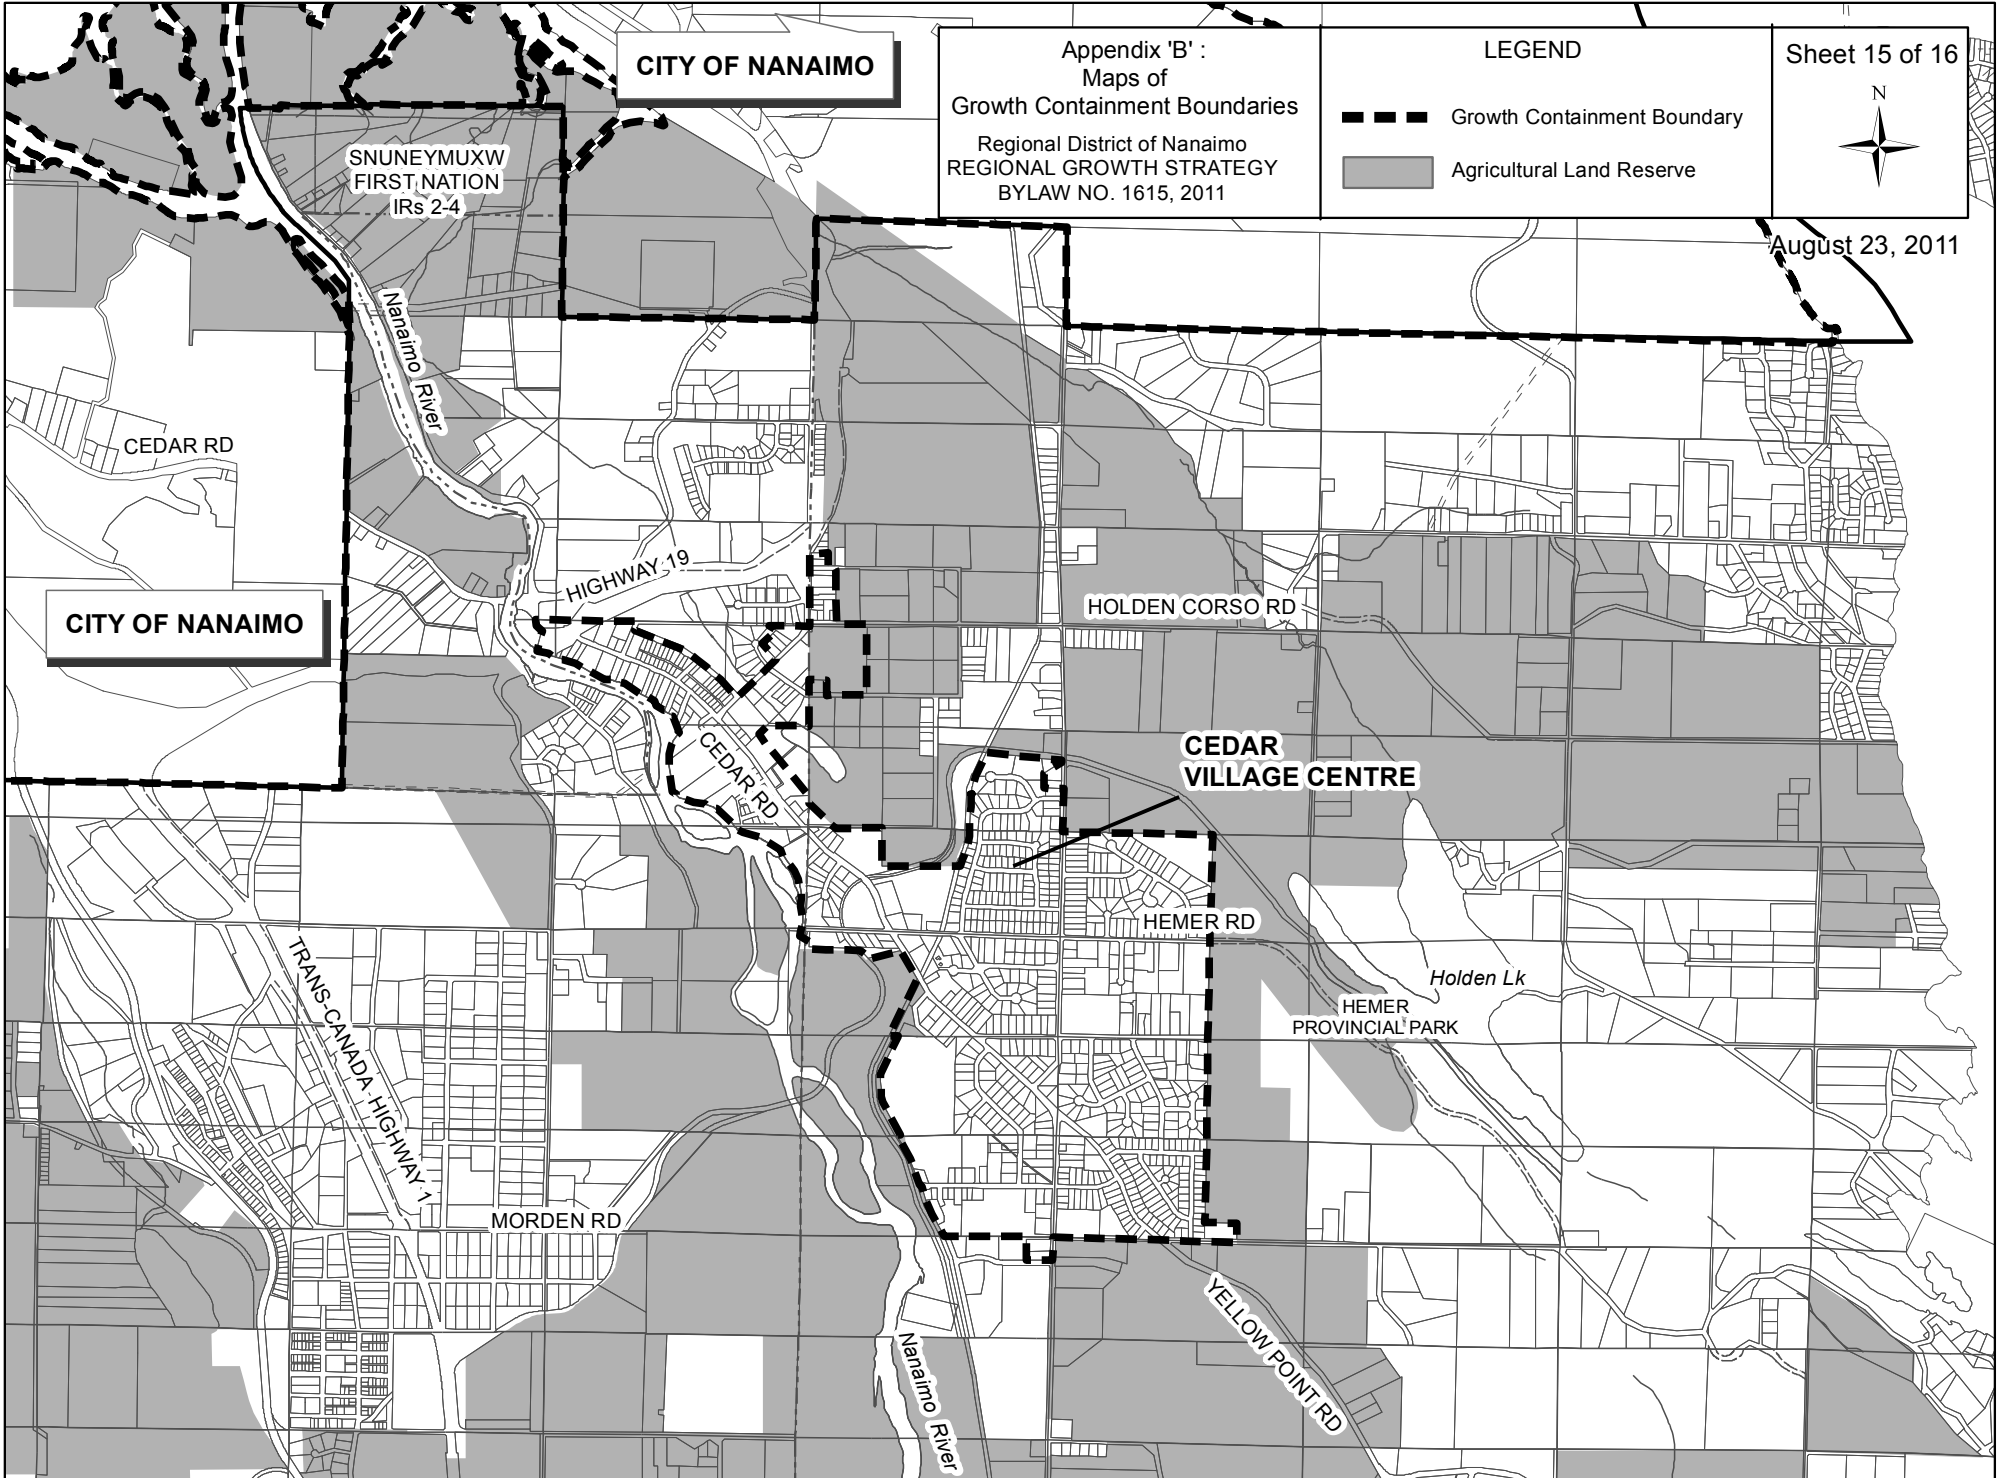 CITY OF NANAIMO
Appendix 'B' :
Maps of
Growth Containment Boundaries
Regional District of Nanaimo
REGIONAL GROWTH STRATEGY
BYLAW NO. 1615, 2011
LEGEND
Growth Containment Boundary
Agricultural Land Reserve
Sheet 15 of 16
N
August 23, 2011
SNUNEYMUXW
FIRST NATION
IRs 2-4
Nanaimo River
CEDAR RD
HIGHWAY 19
HOLDEN CORSO RD
CITY OF NANAIMO
CEDAR RD
CEDAR
VILLAGE CENTRE
HEMER RD
Holden Lk
HEMER
PROVINCIAL PARK
TRANS-CANADA HIGHWAY 1
MORDEN RD
YELLOW POINT RD
Nanaimo River